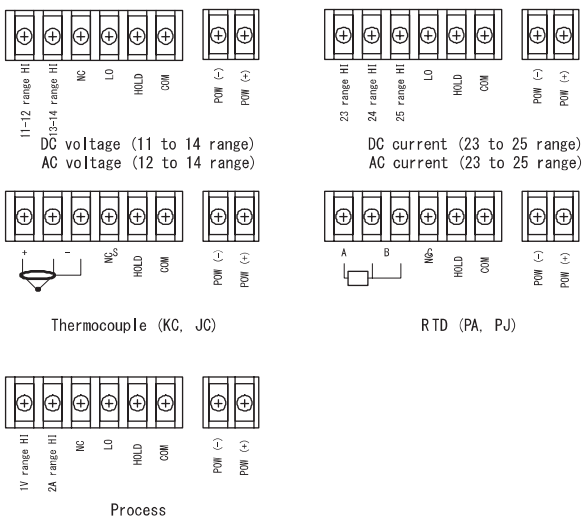 11-12 range HI
13-14 range HI
NC
LO
HOLD
COM
POW (-)
POW (+)
DC voltage (11 to 14 range)
AC voltage (12 to 14 range)
23 range HI
24 range HI
25 range HI
LO
HOLD
COM
POW (-)
POW (+)
DC current (23 to 25 range)
AC current (23 to 25 range)
+
-
NC
S
HOLD
COM
POW (-)
POW (+)
Thermocouple (KC, JC)
A
B
NC
S
HOLD
COM
POW (-)
POW (+)
RTD (PA, PJ)
1V range HI
2A range HI
NC
LO
HOLD
COM
POW (-)
POW (+)
Process